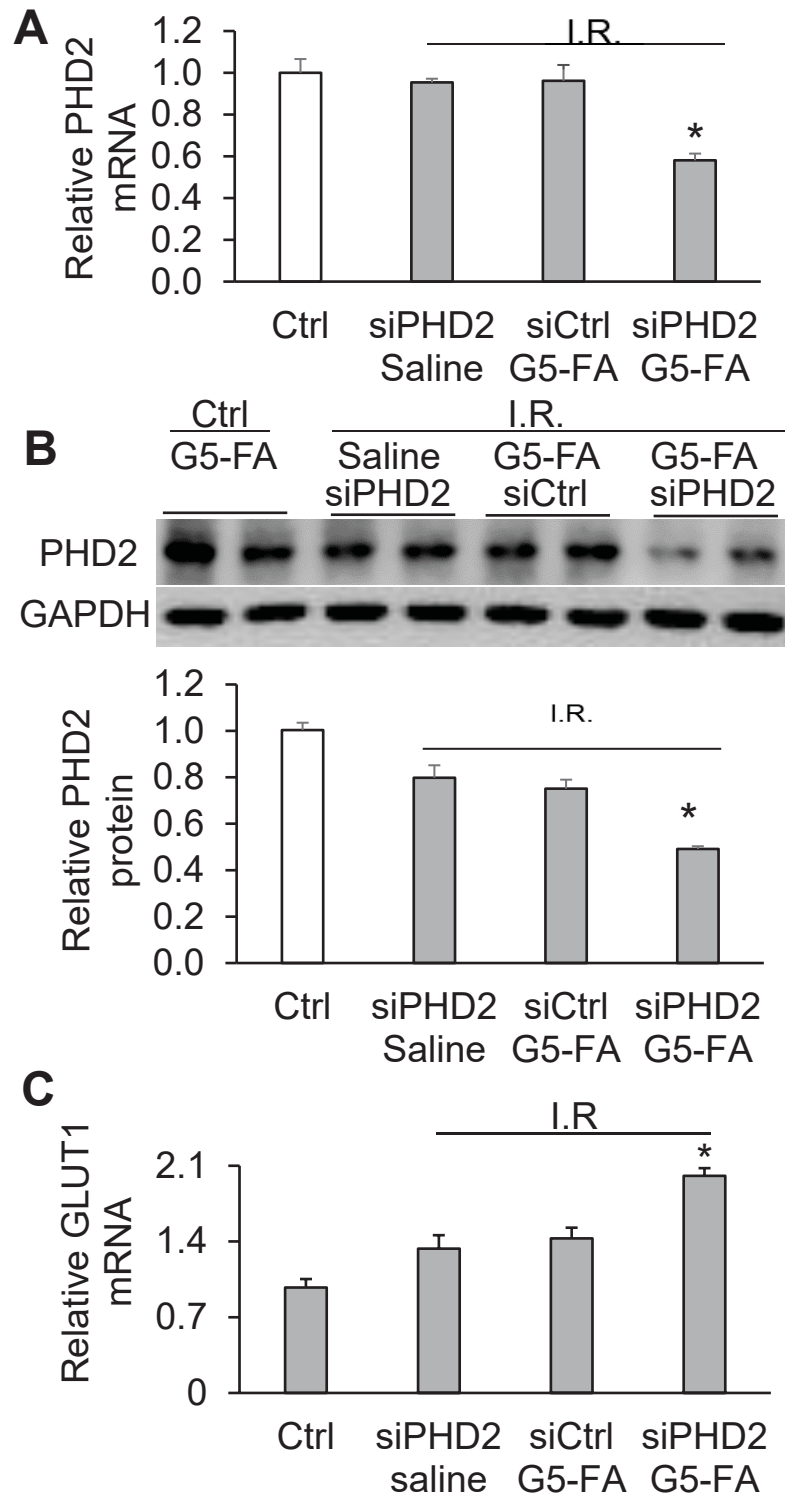 A
Relative PHD2
mRNA
1.2
1.0
0.8
0.6
0.4
0.2
0.0
I.R.
*
Ctrl siPHD2 siCtrl siPHD2
Saline G5-FA G5-FA
B
Ctrl I.R.
G5-FA Saline G5-FA G5-FA
siPHD2 siCtrl siPHD2
PHD2
GAPDH
Relative PHD2
protein
1.2
1.0
0.8
0.6
0.4
0.2
0.0
I.R.
*
Ctrl siPHD2 siCtrl siPHD2
Saline G5-FA G5-FA
C
Relative GLUT1
mRNA
2.1
1.4
0.7
0
I.R
*
Ctrl siPHD2 siCtrl siPHD2
saline G5-FA G5-FA